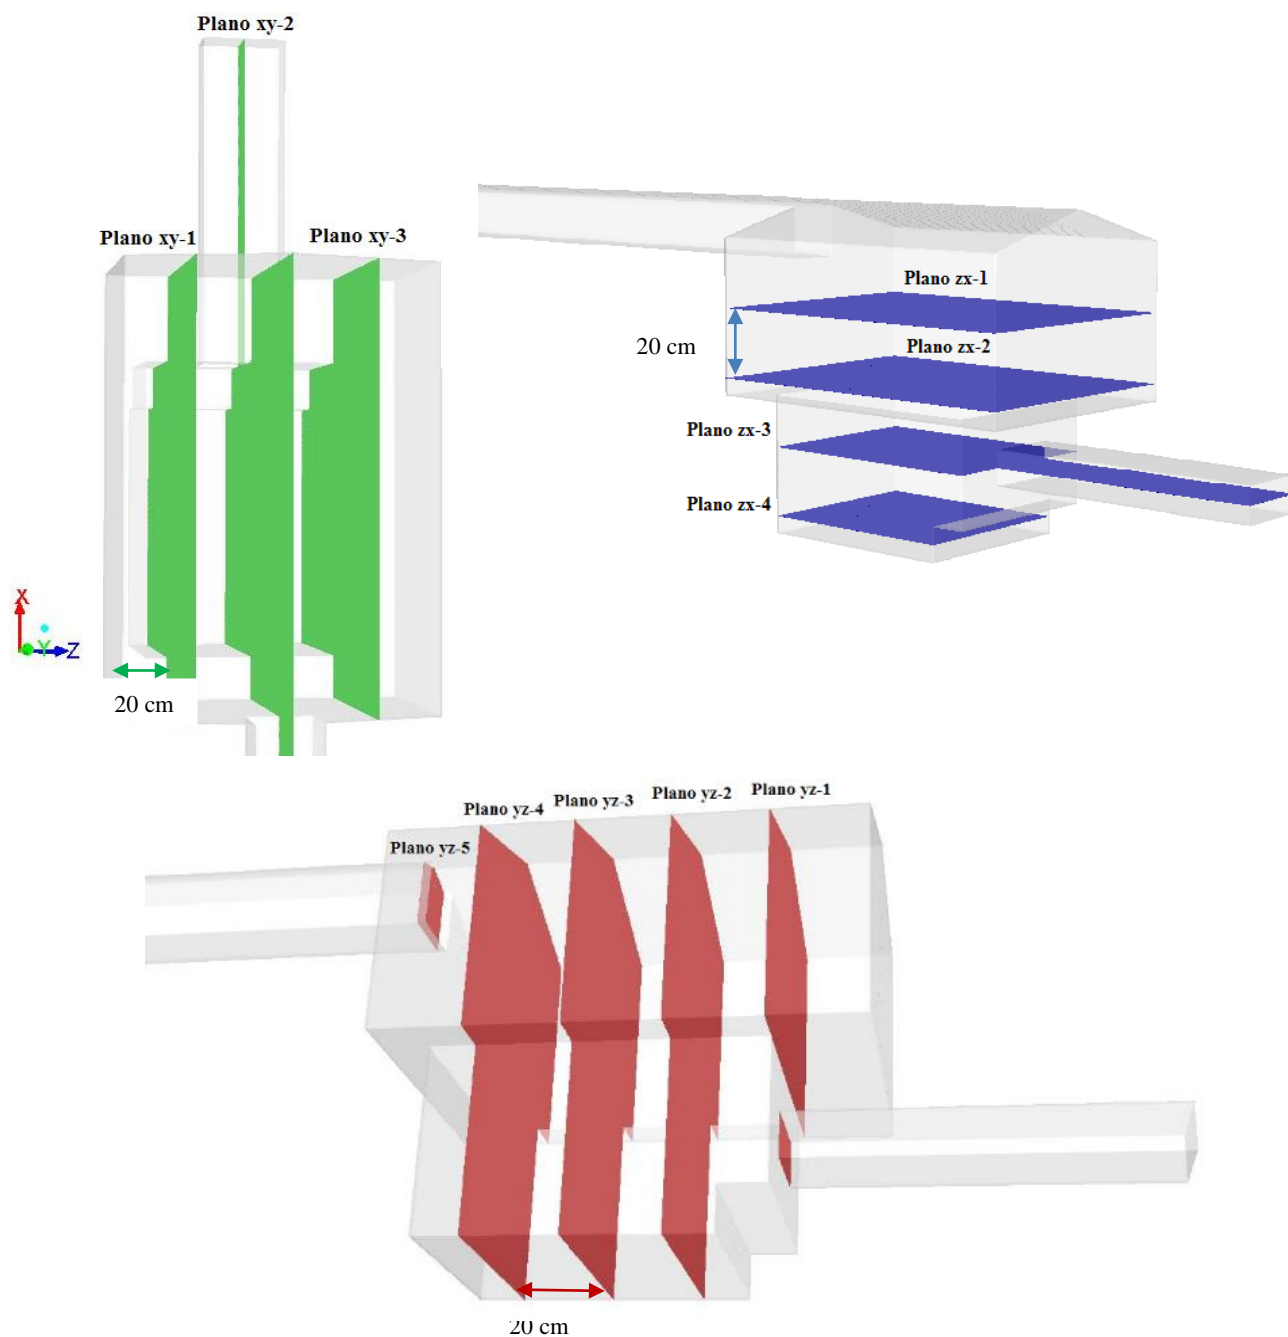 Plano xy-2
Plano xy-1
Plano xy-3
X
Y
Z
20 cm
Plano zx-1
20 cm
Plano zx-2
Plano zx-3
Plano zx-4
Plano yz-1
Plano yz-2
Plano yz-3
Plano yz-4
Plano yz-5
20 cm